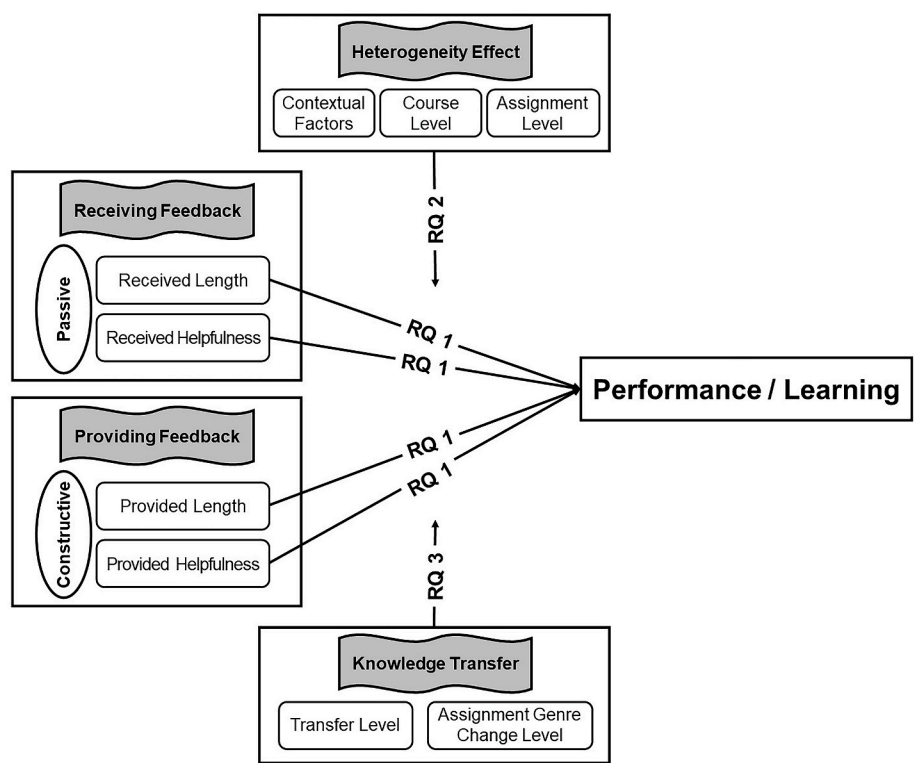 Heterogeneity Effect
Contextual
Factors
Course
Level
Assignment
Level
RQ 2
Receiving Feedback
Passive
Received Length
Received Helpfulness
RQ 1
RQ 1
Performance / Learning
Providing Feedback
Constructive
Provided Length
Provided Helpfulness
RQ 1
RQ 1
RQ 3
Knowledge Transfer
Transfer Level
Assignment Genre
Change Level